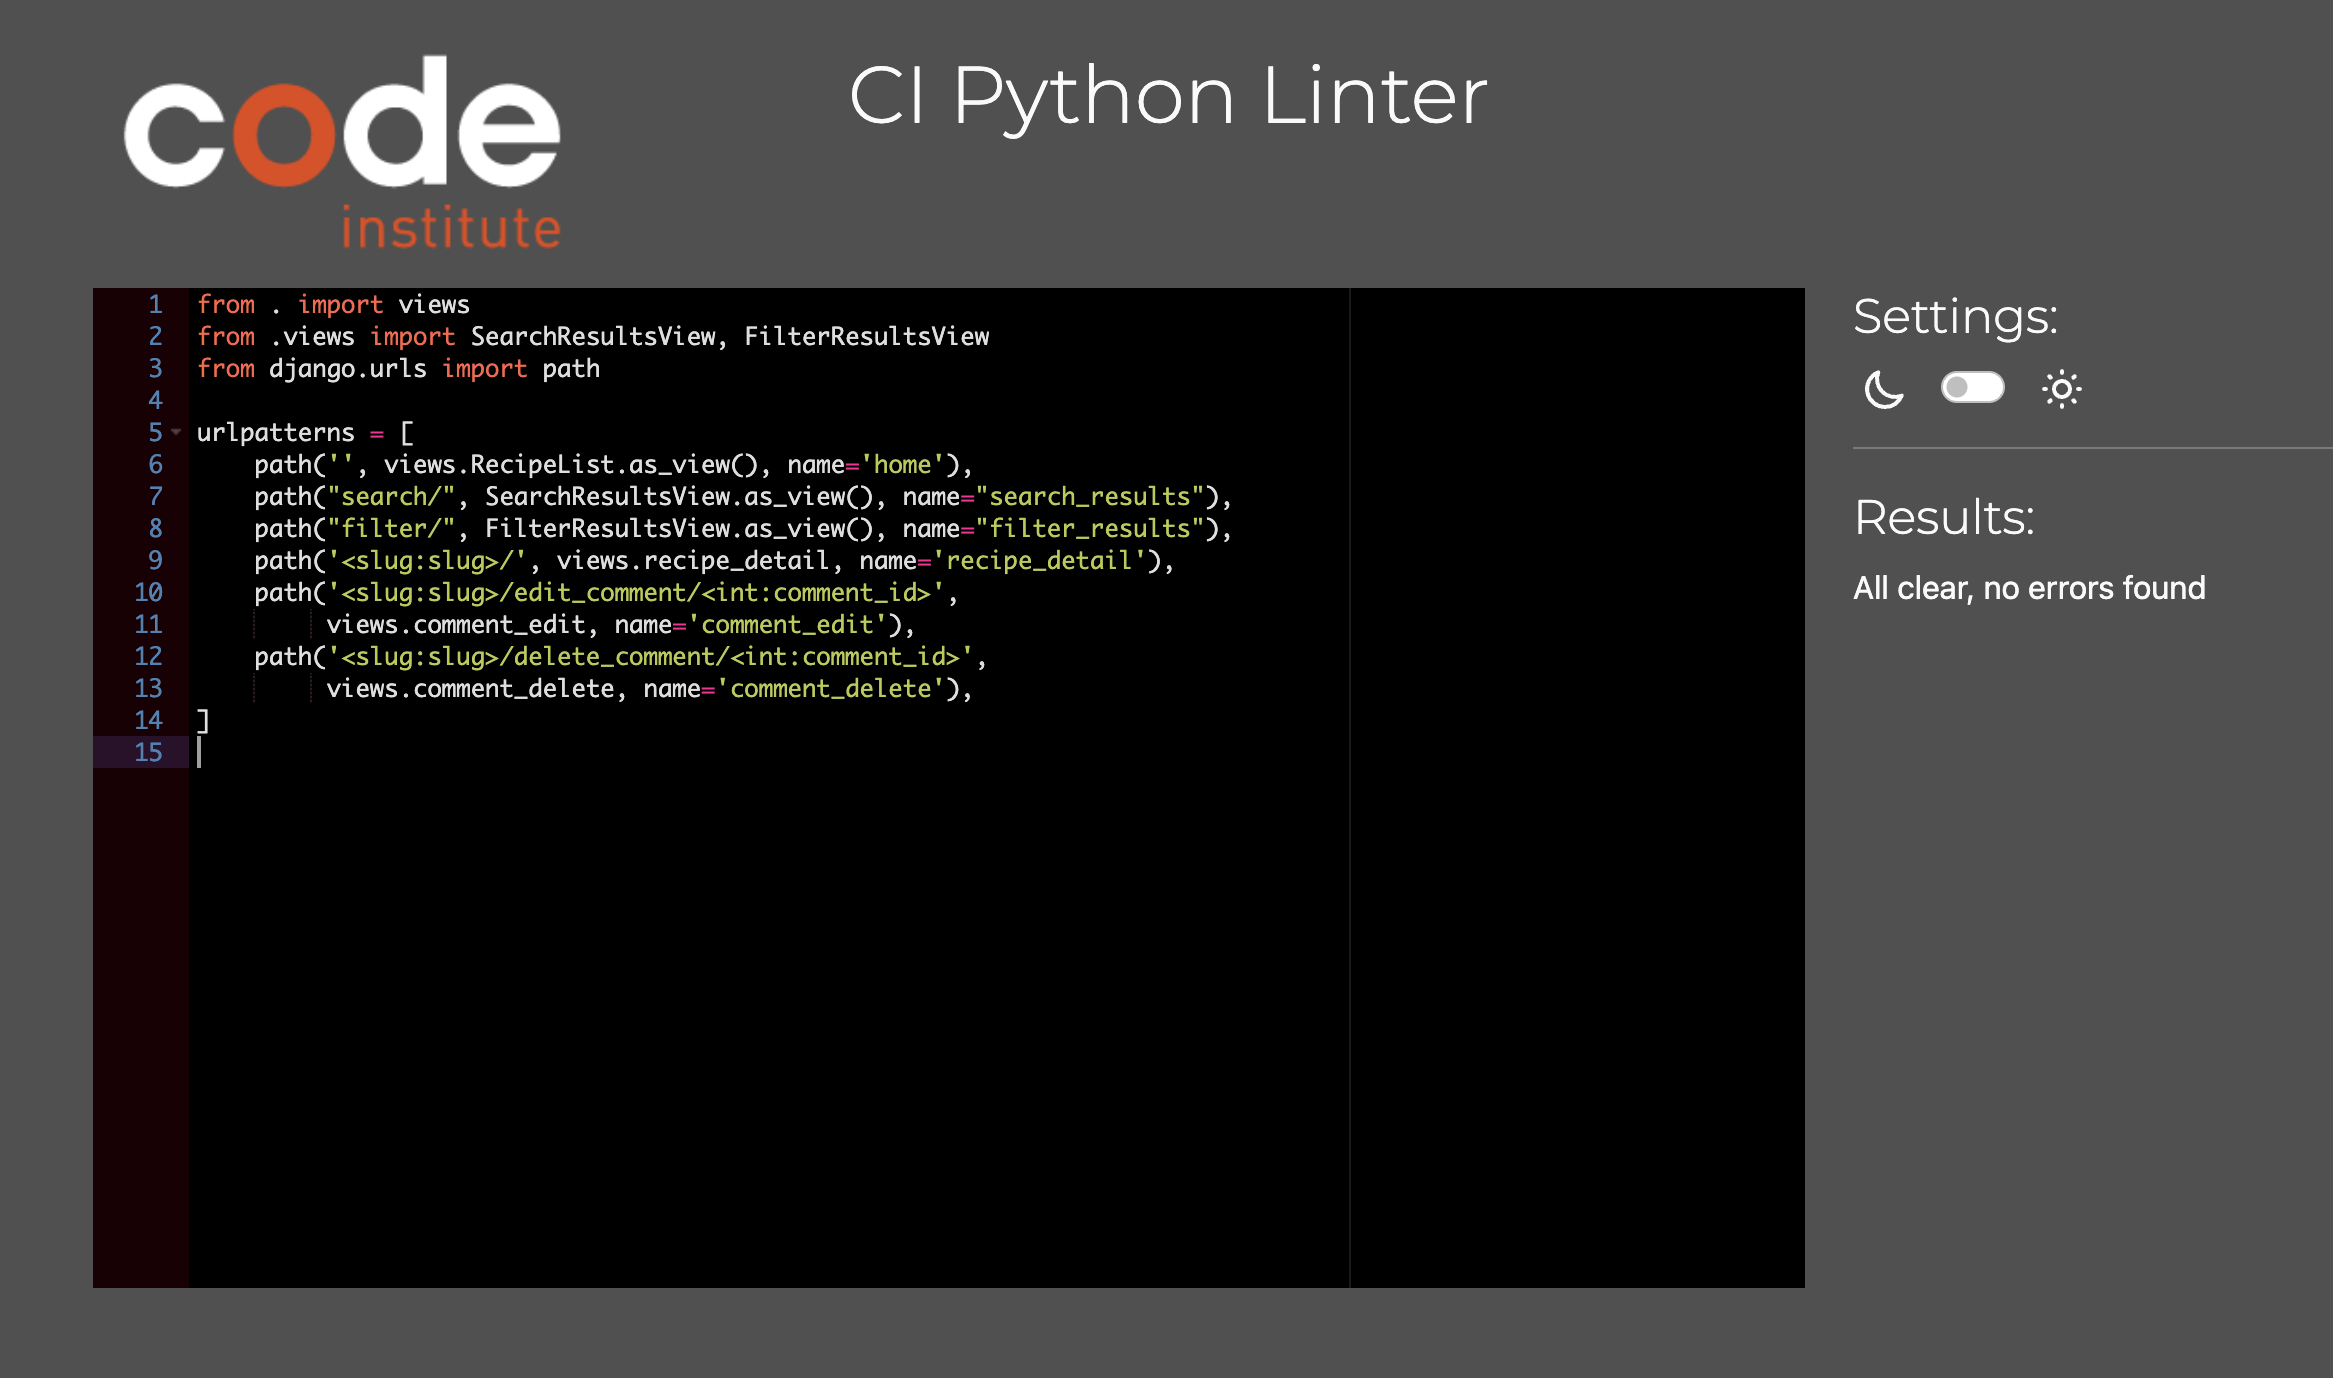 code
institute
CI Python Linter
1 from . import views
2 from .views import SearchResultsView, FilterResultsView
3 from django.urls import path
4
5 urlpatterns = [
6     path('', views.RecipeList.as_view(), name='home'),
7     path("search/", SearchResultsView.as_view(), name="search_results"),
8     path("filter/", FilterResultsView.as_view(), name="filter_results"),
9     path('<slug:slug>/', views.recipe_detail, name='recipe_detail'),
10     path('<slug:slug>/edit_comment/<int:comment_id>',
11          views.comment_edit, name='comment_edit'),
12     path('<slug:slug>/delete_comment/<int:comment_id>',
13          views.comment_delete, name='comment_delete'),
14 ]
15
Settings:
Results:
All clear, no errors found